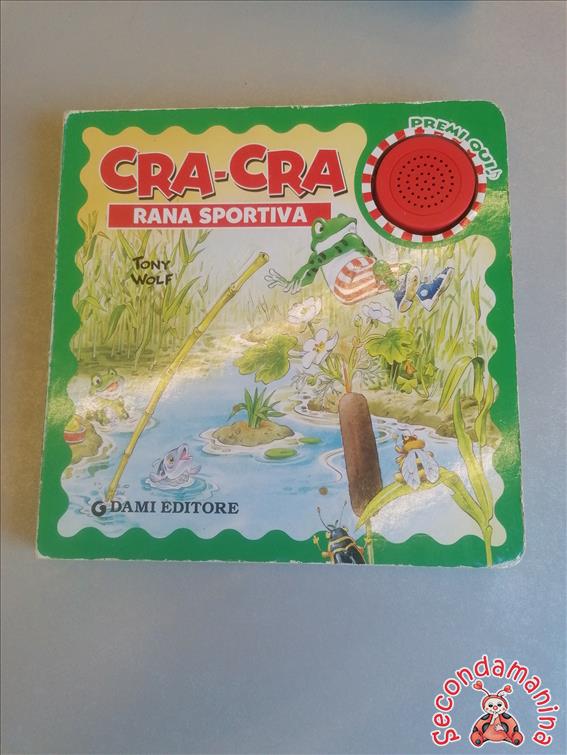 CRA-CRA
RANA SPORTIVA
PREMI QUI!
TONY
WOLF
DAMI EDITORE
Secondamanina